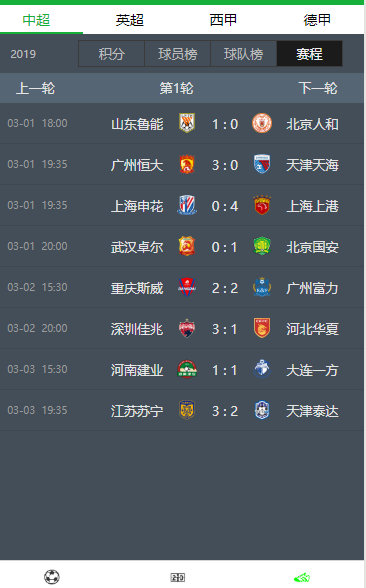 中超 英超 西甲 德甲
2019 积分 球员榜 球队榜 赛程
上一轮 第1轮 下一轮
03-01 18:00 山东鲁能 1 : 0 北京人和
03-01 19:35 广州恒大 3 : 0 天津天海
03-01 19:35 上海申花 0 : 4 上海上港
03-01 20:00 武汉卓尔 0 : 1 北京国安
03-02 15:30 重庆斯威 2 : 2 广州富力
03-02 20:00 深圳佳兆 3 : 1 河北华夏
03-03 15:30 河南建业 1 : 1 大连一方
03-03 19:35 江苏苏宁 3 : 2 天津泰达